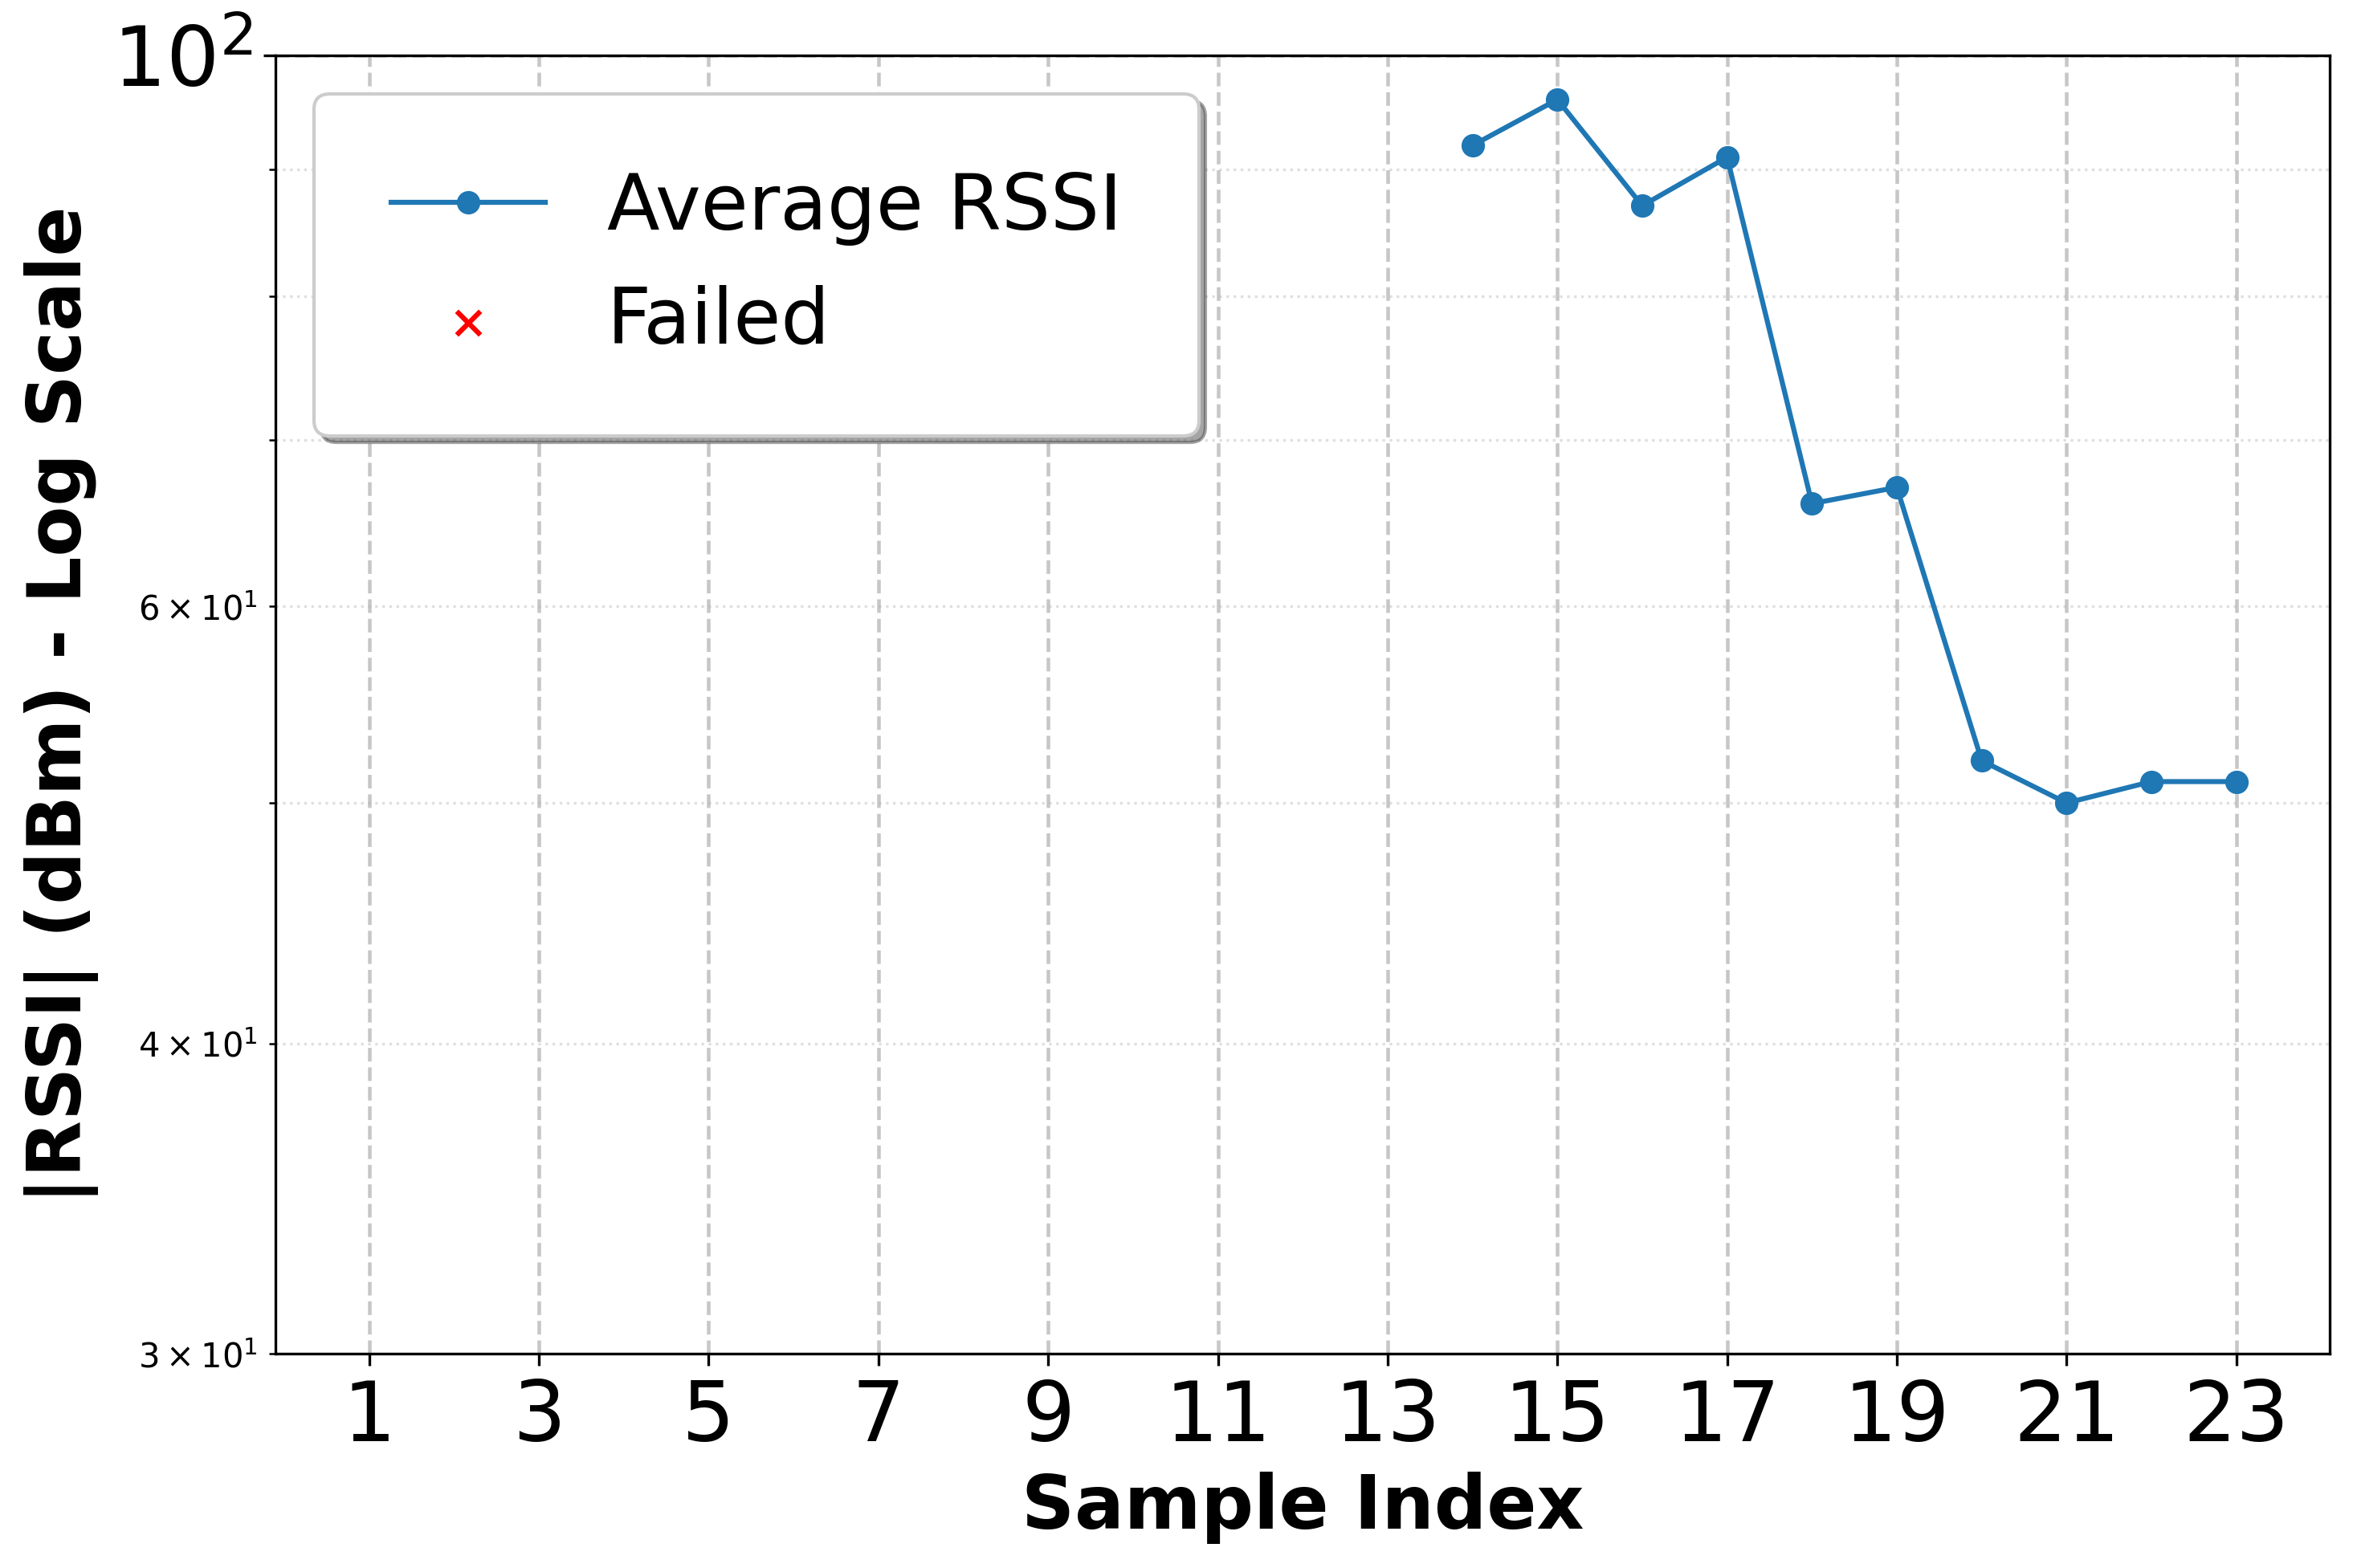 10²
Average RSSI
Failed
|RSSI| (dBm) - Log Scale
6 × 10¹
4 × 10¹
3 × 10¹
1 3 5 7 9 11 13 15 17 19 21 23
Sample Index